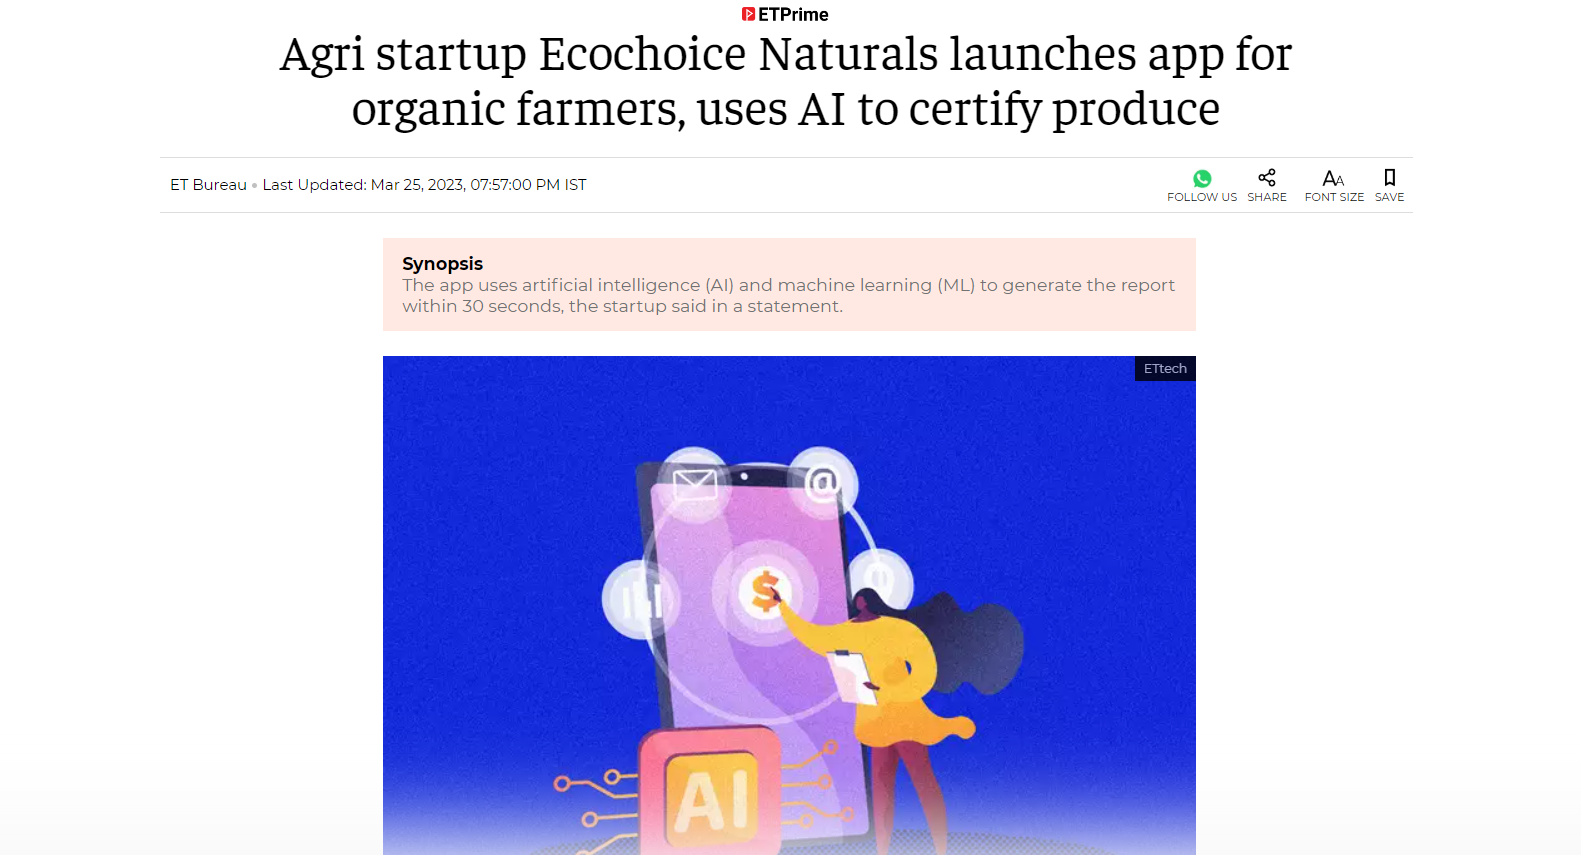 ETPrime
Agri startup Ecochoice Naturals launches app for
organic farmers, uses AI to certify produce
ET Bureau • Last Updated: Mar 25, 2023, 07:57:00 PM IST
FOLLOW US
SHARE
FONT SIZE
SAVE
Synopsis
The app uses artificial intelligence (AI) and machine learning (ML) to generate the report
within 30 seconds, the startup said in a statement.
ETtech
@
$
AI